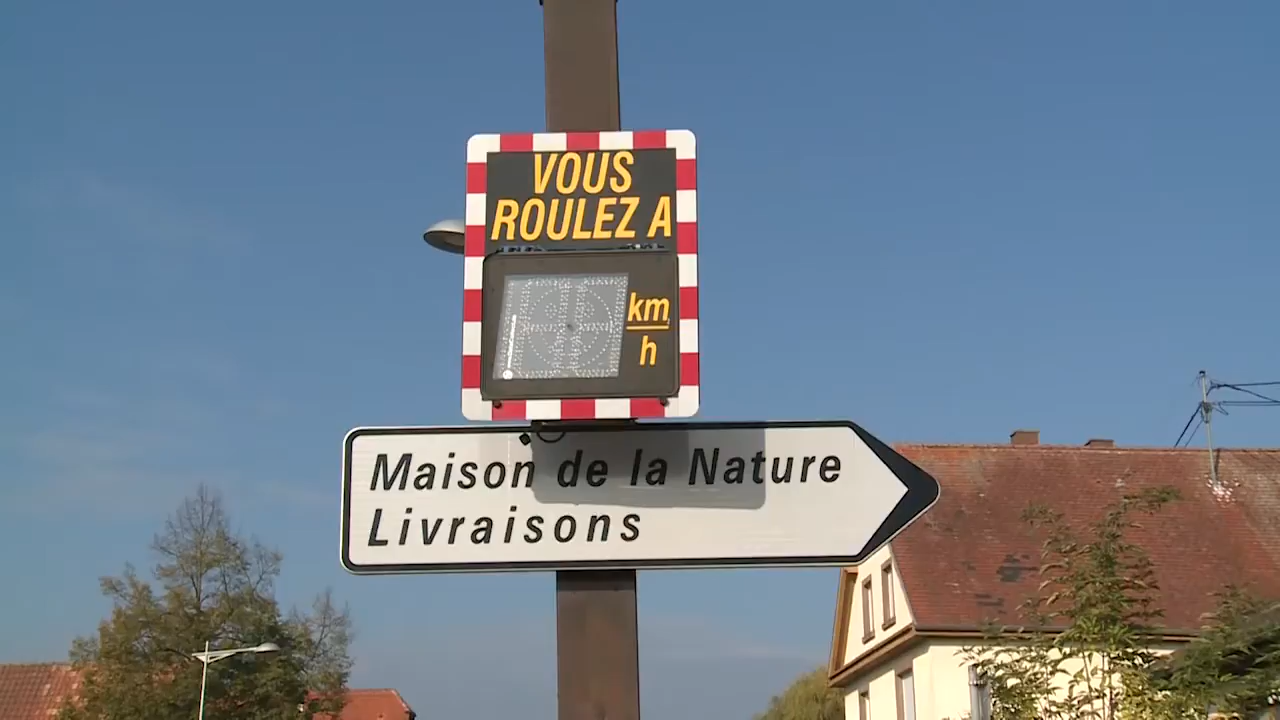 VOUS
ROULEZ A
km
h
Maison de la Nature
Livraisons